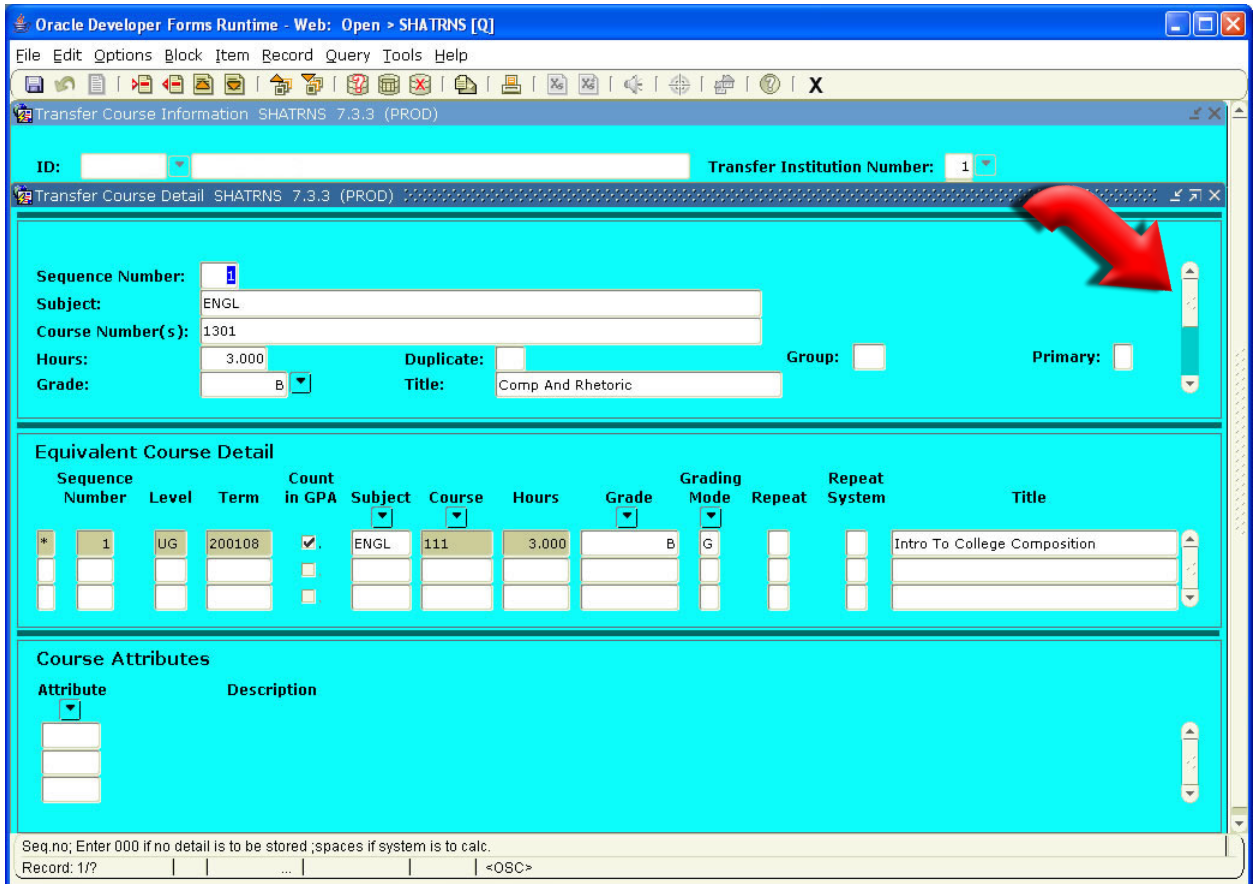 Oracle Developer Forms Runtime - Web: Open > SHATRNS [Q]
File Edit Options Block Item Record Query Tools Help
Transfer Course Information SHATRNS 7.3.3 (PROD)
ID: Transfer Institution Number: 1
Transfer Course Detail SHATRNS 7.3.3 (PROD)
Sequence Number: 1
Subject: ENGL
Course Number(s): 1301
Hours: 3.000 Duplicate: Group: Primary:
Grade: B Title: Comp And Rhetoric
Equivalent Course Detail
Sequence Count Grading Repeat
Number Level Term in GPA Subject Course Hours Grade Mode Repeat System Title
* 1 UG 200108 . ENGL 111 3.000 B G Intro To College Composition
Course Attributes
Attribute Description
Seq.no; Enter 000 if no detail is to be stored ;spaces if system is to calc.
Record: 1/? ... <OSC>